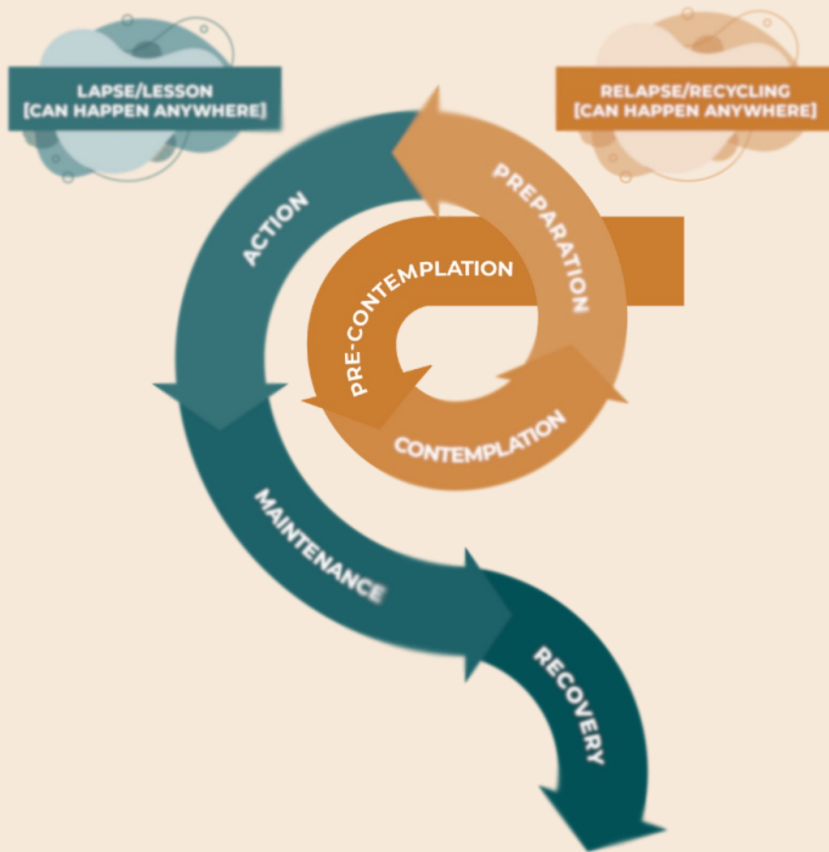 LAPSE/LESSON
[CAN HAPPEN ANYWHERE]
RELAPSE/RECYCLING
[CAN HAPPEN ANYWHERE]
PRE-CONTEMPLATION
CONTEMPLATION
PREPARATION
ACTION
MAINTENANCE
RECOVERY